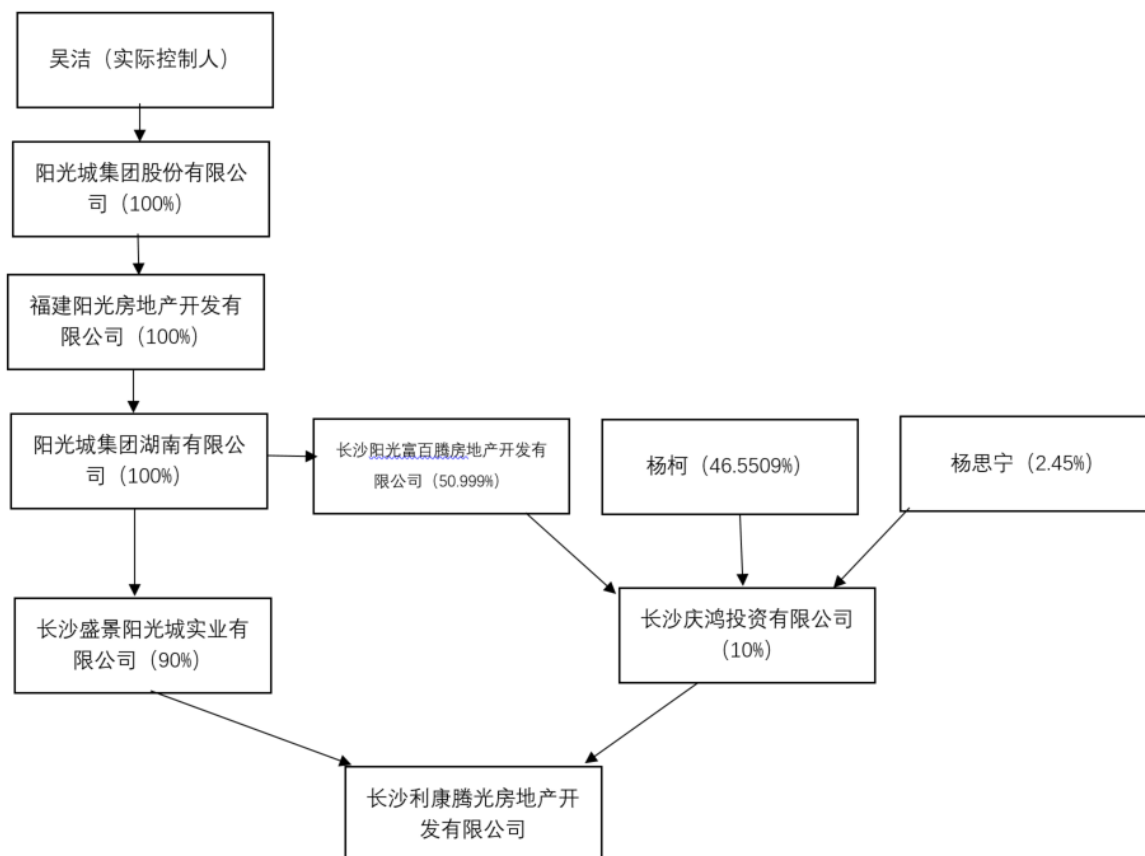 吴洁（实际控制人）
阳光城集团股份有限公
司（100%）
福建阳光房地产开发有
限公司（100%）
阳光城集团湖南有限公
司（100%）
长沙阳光富百腾房地产开发有
限公司（50.999%）
杨柯（46.5509%）
杨思宁（2.45%）
长沙盛景阳光城实业有
限公司（90%）
长沙庆鸿投资有限公司
（10%）
长沙利康腾光房地产开
发有限公司